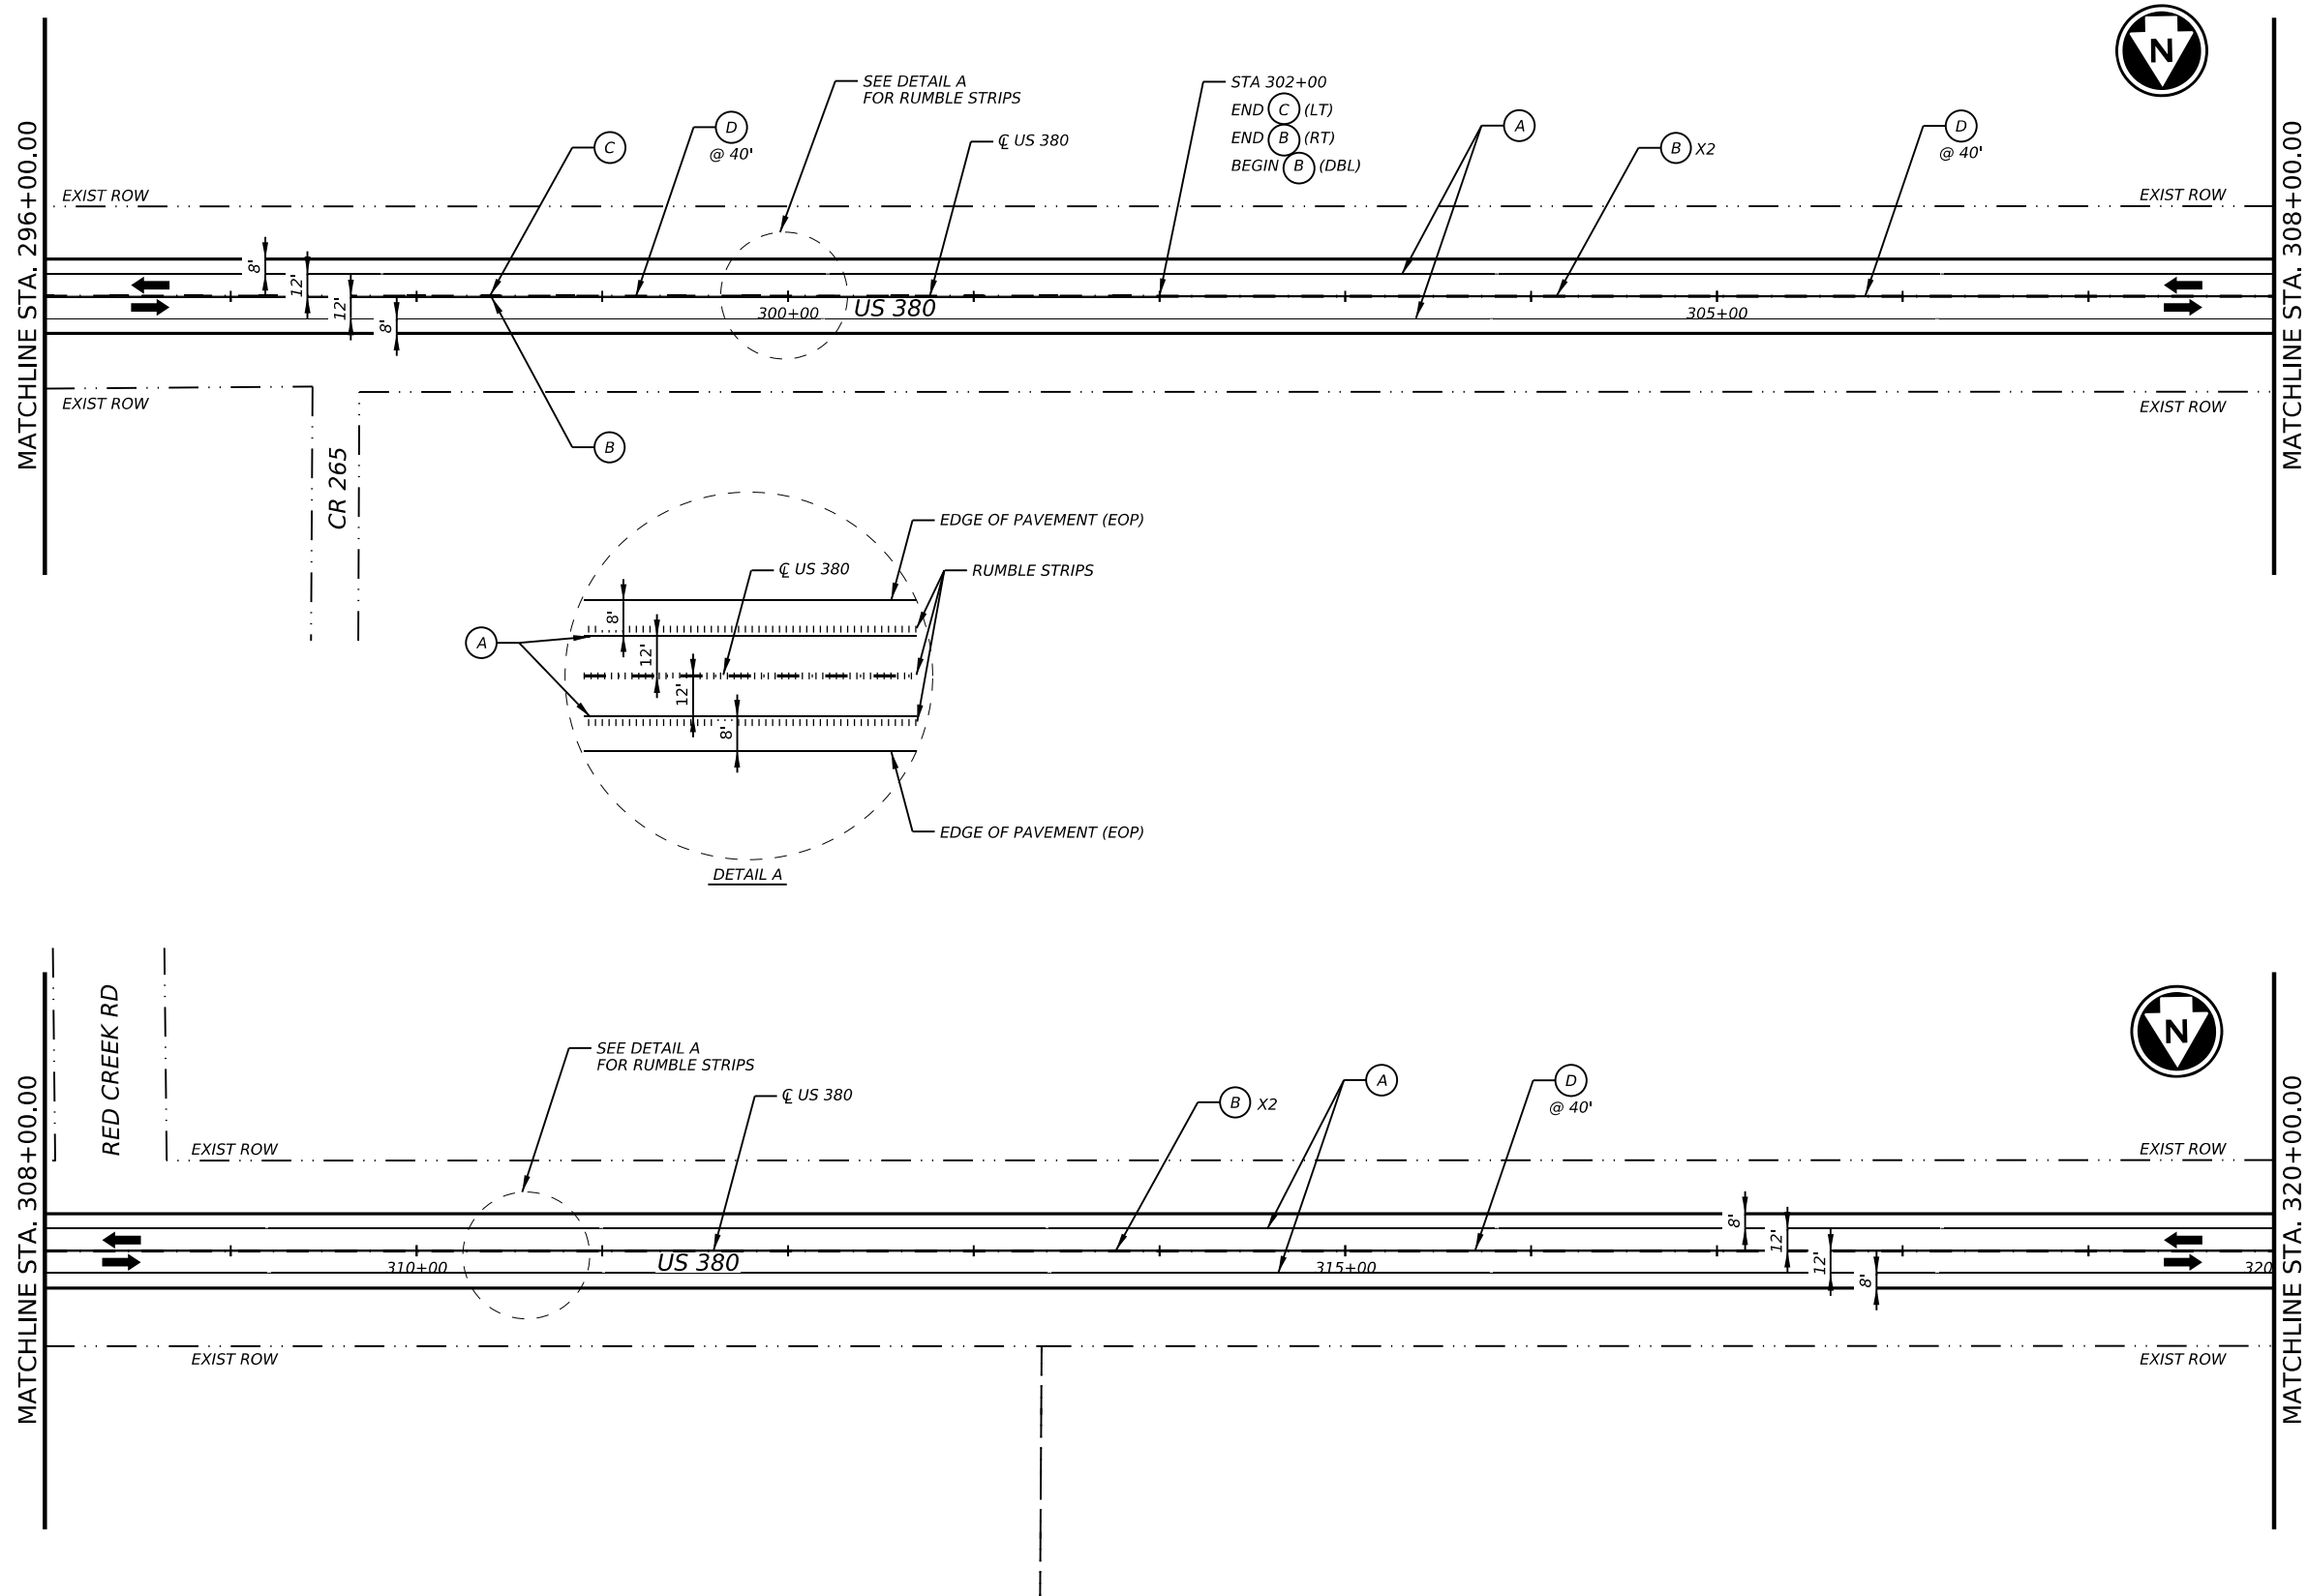 N
SEE DETAIL A
FOR RUMBLE STRIPS
STA 302+00
END C (LT)
END B (RT)
BEGIN B (DBL)
℄ US 380
C
D
@ 40'
A
B X2
D
@ 40'
MATCHLINE STA. 296+00.00
MATCHLINE STA. 308+00.00
EXIST ROW
EXIST ROW
8'
12'
12'
8'
300+00
US 380
305+00
EXIST ROW
EXIST ROW
CR 265
B
EDGE OF PAVEMENT (EOP)
℄ US 380
RUMBLE STRIPS
A
8'
12'
12'
8'
EDGE OF PAVEMENT (EOP)
DETAIL A
RED CREEK RD
N
SEE DETAIL A
FOR RUMBLE STRIPS
℄ US 380
B X2
A
D
@ 40'
MATCHLINE STA. 308+00.00
MATCHLINE STA. 320+00.00
EXIST ROW
EXIST ROW
8'
12'
12'
8'
310+00
US 380
315+00
320
EXIST ROW
EXIST ROW